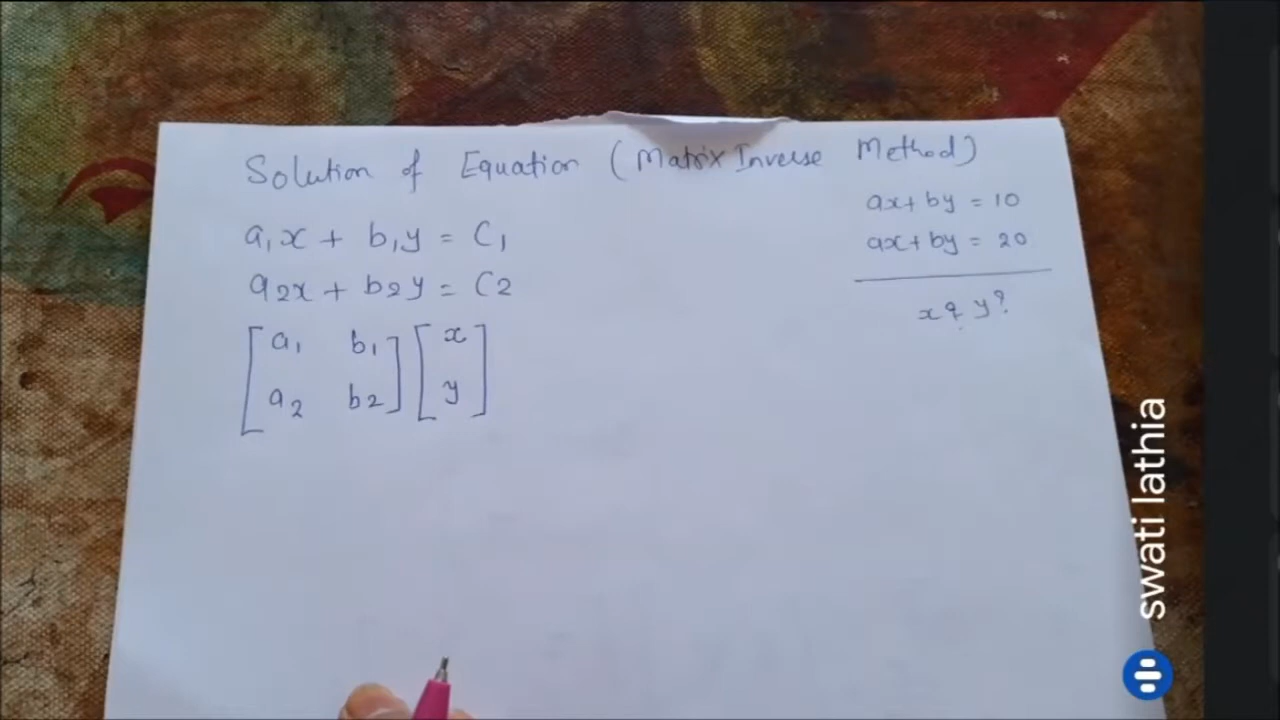 Solution of Equation (Matrix Inverse Method)
a₁x + b₁y = C₁
a₂x + b₂y = C₂
[a₁ b₁] [x]
[a₂ b₂] [y]
ax + by = 10
ax + by = 20
x & y?
swati lathia